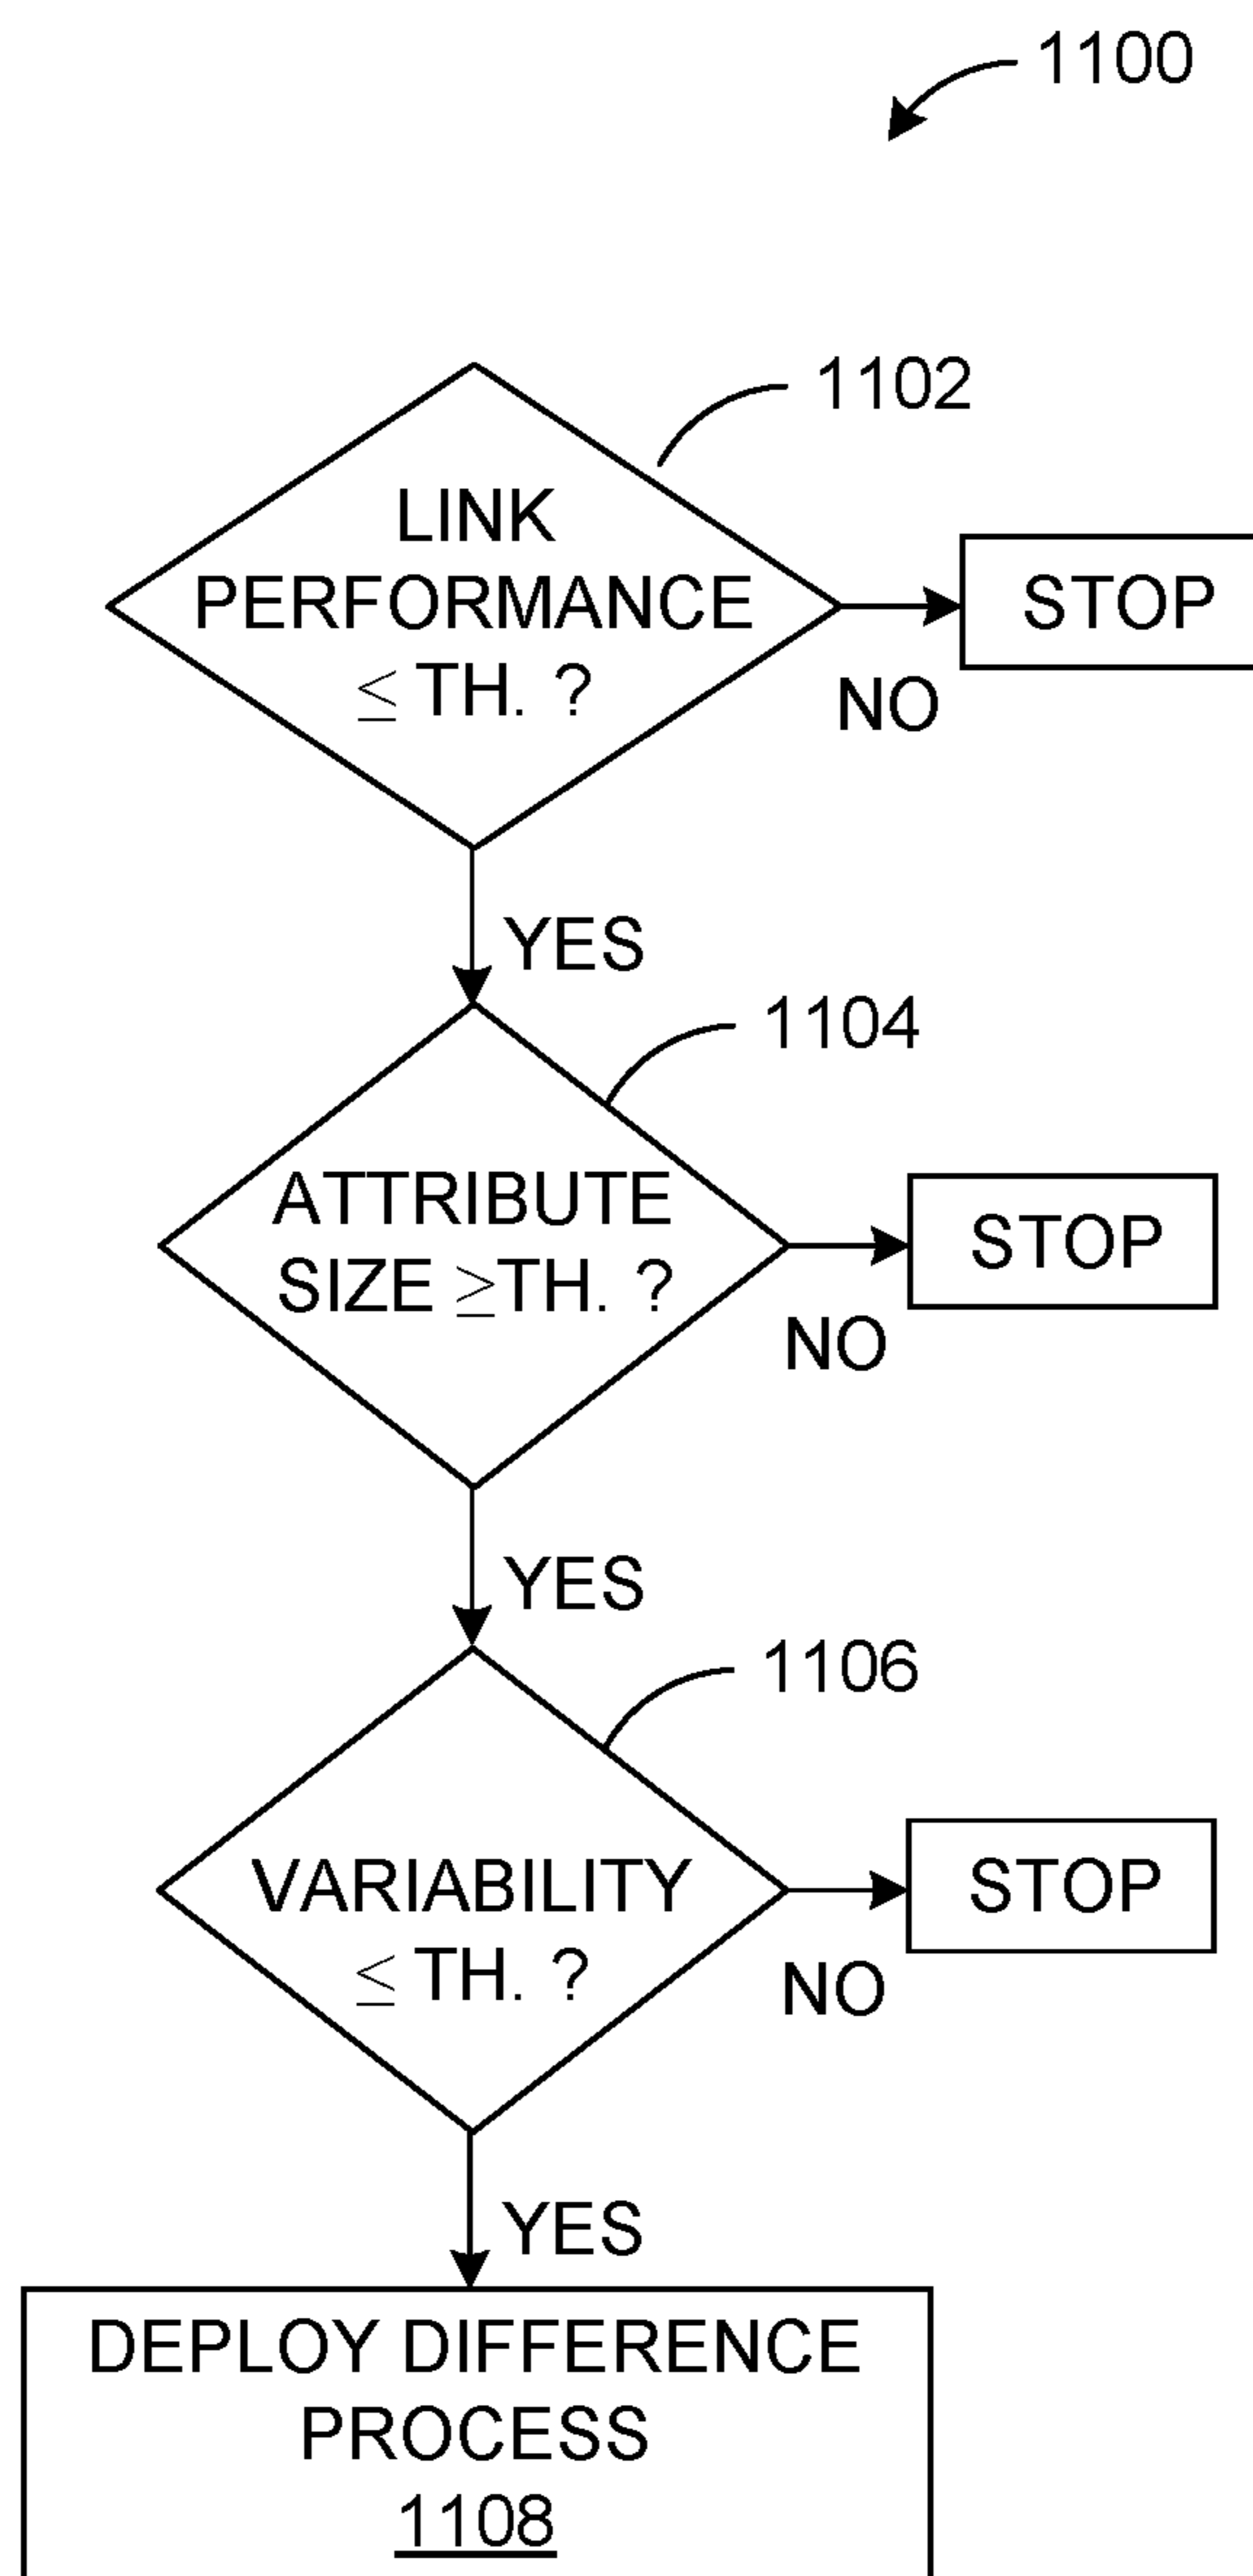 1100
1102
LINK
PERFORMANCE
≤ TH. ?
STOP
NO
YES
1104
ATTRIBUTE
SIZE ≥TH. ?
STOP
NO
YES
1106
VARIABILITY
≤ TH. ?
STOP
NO
YES
DEPLOY DIFFERENCE
PROCESS
1108